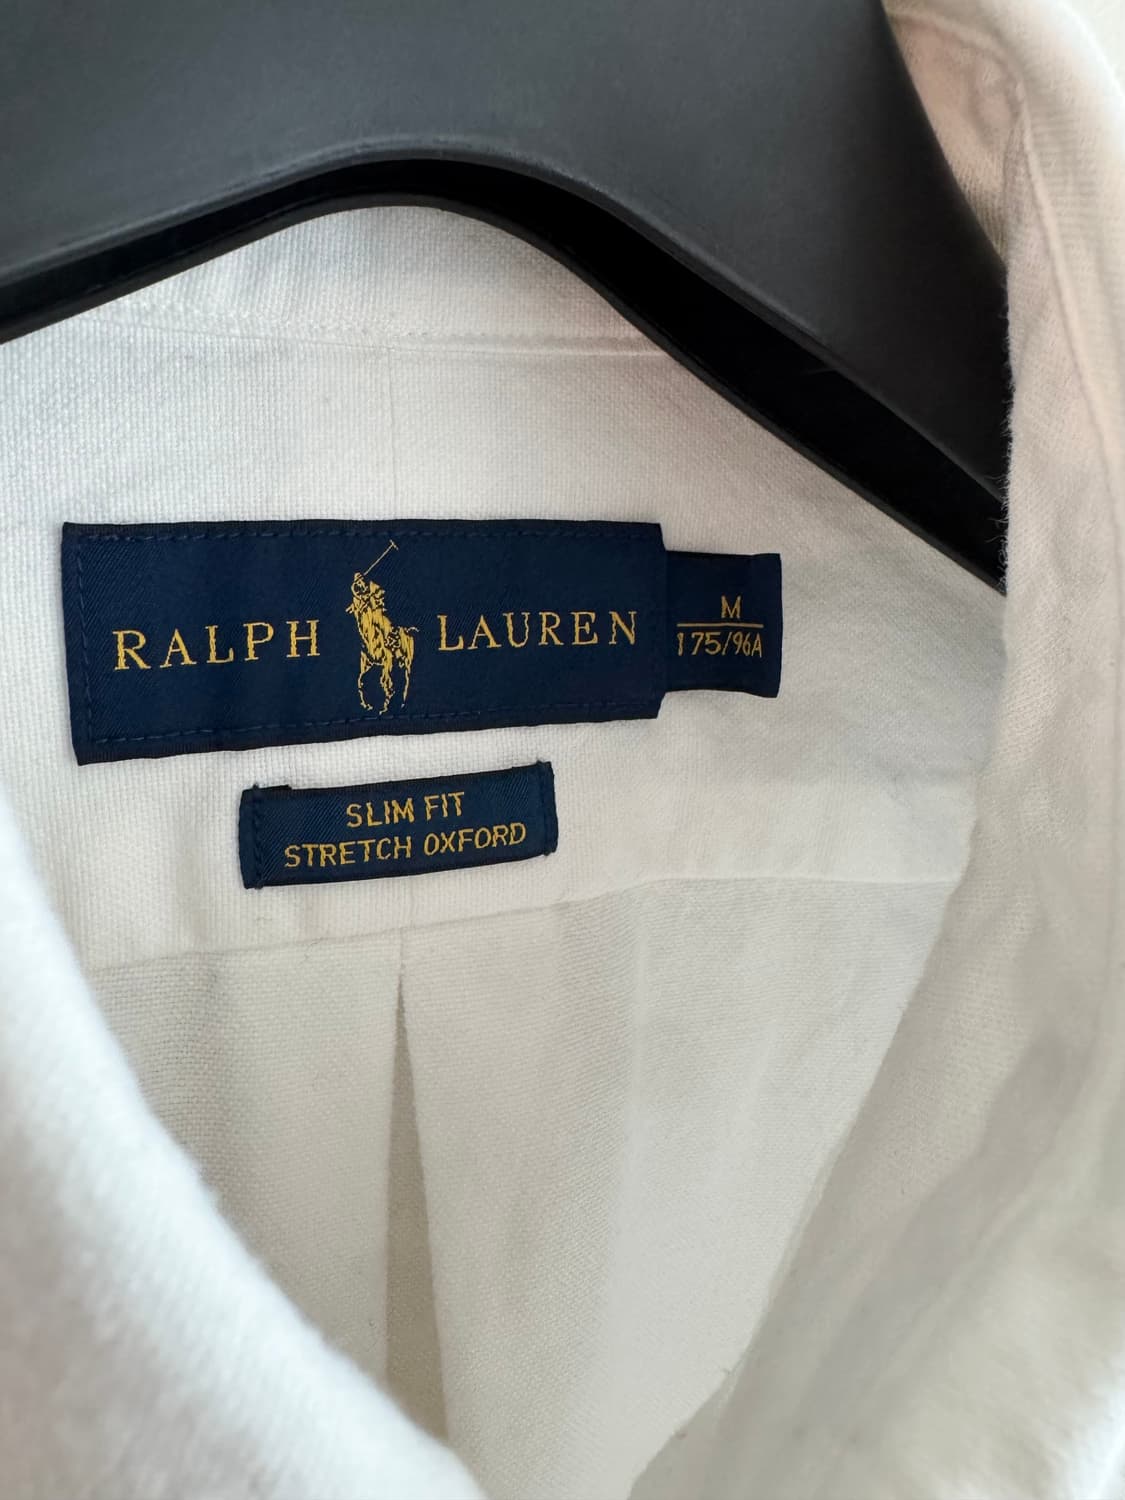 RALPH LAUREN
M
175/96A
SLIM FIT
STRETCH OXFORD